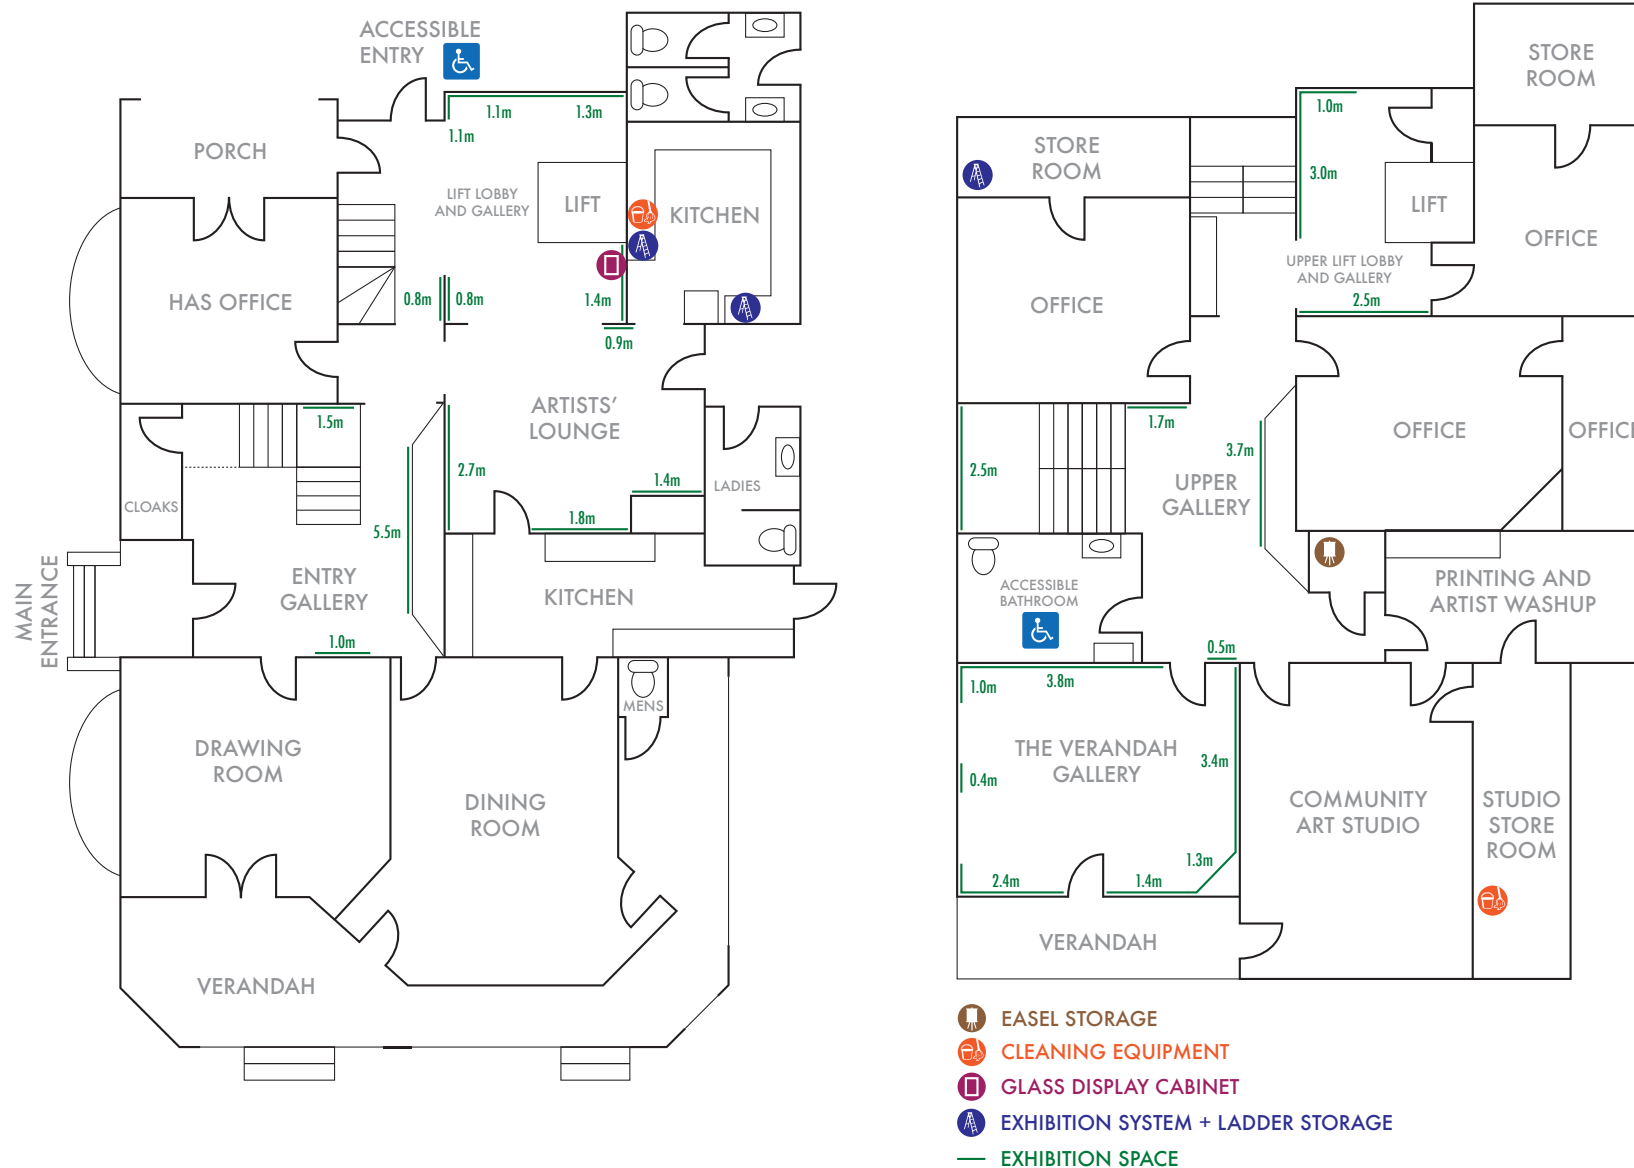 ACCESSIBLE
ENTRY
1.1m
1.3m
1.1m
PORCH
LIFT LOBBY
AND GALLERY
LIFT
KITCHEN
HAS OFFICE
0.8m
0.8m
1.4m
0.9m
1.5m
ARTISTS'
LOUNGE
2.7m
1.4m
LADIES
CLOAKS
1.8m
5.5m
MAIN
ENTRANCE
ENTRY
GALLERY
KITCHEN
1.0m
MENS
DRAWING
ROOM
DINING
ROOM
VERANDAH
STORE
ROOM
1.0m
STORE
ROOM
3.0m
LIFT
OFFICE
UPPER LIFT LOBBY
AND GALLERY
2.5m
OFFICE
1.7m
3.7m
OFFICE
OFFICE
2.5m
UPPER
GALLERY
ACCESSIBLE
BATHROOM
PRINTING AND
ARTIST WASHUP
0.5m
1.0m
3.8m
THE VERANDAH
GALLERY
3.4m
0.4m
COMMUNITY
ART STUDIO
STUDIO
STORE
ROOM
1.3m
2.4m
1.4m
VERANDAH
EASEL STORAGE
CLEANING EQUIPMENT
GLASS DISPLAY CABINET
EXHIBITION SYSTEM + LADDER STORAGE
EXHIBITION SPACE